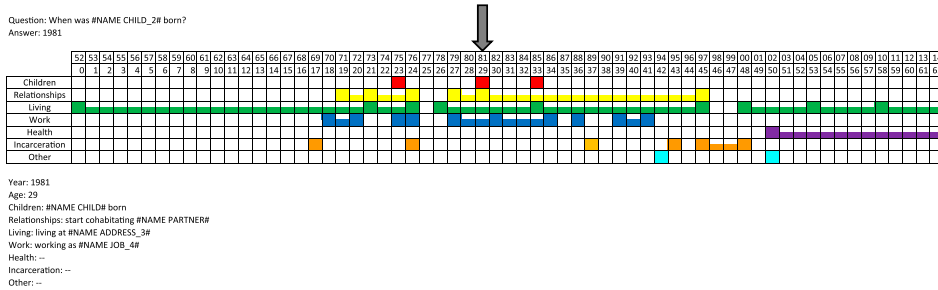 Question: When was #NAME CHILD_2# born?
Answer: 1981
52 53 54 55 56 57 58 59 60 61 62 63 64 65 66 67 68 69 70 71 72 73 74 75 76 77 78 79 80 81 82 83 84 85 86 87 88 89 90 91 92 93 94 95 96 97 98 99 00 01 02 03 04 05 06 07 08 09 10 11 12 13
0 1 2 3 4 5 6 7 8 9 10 11 12 13 14 15 16 17 18 19 20 21 22 23 24 25 26 27 28 29 30 31 32 33 34 35 36 37 38 39 40 41 42 43 44 45 46 47 48 49 50 51 52 53 54 55 56 57 58 59 60 61
Children
Relationships
Living
Work
Health
Incarceration
Other
Year: 1981
Age: 29
Children: #NAME CHILD# born
Relationships: start cohabitating #NAME PARTNER#
Living: living at #NAME ADDRESS_3#
Work: working as #NAME JOB_4#
Health: --
Incarceration: --
Other: --